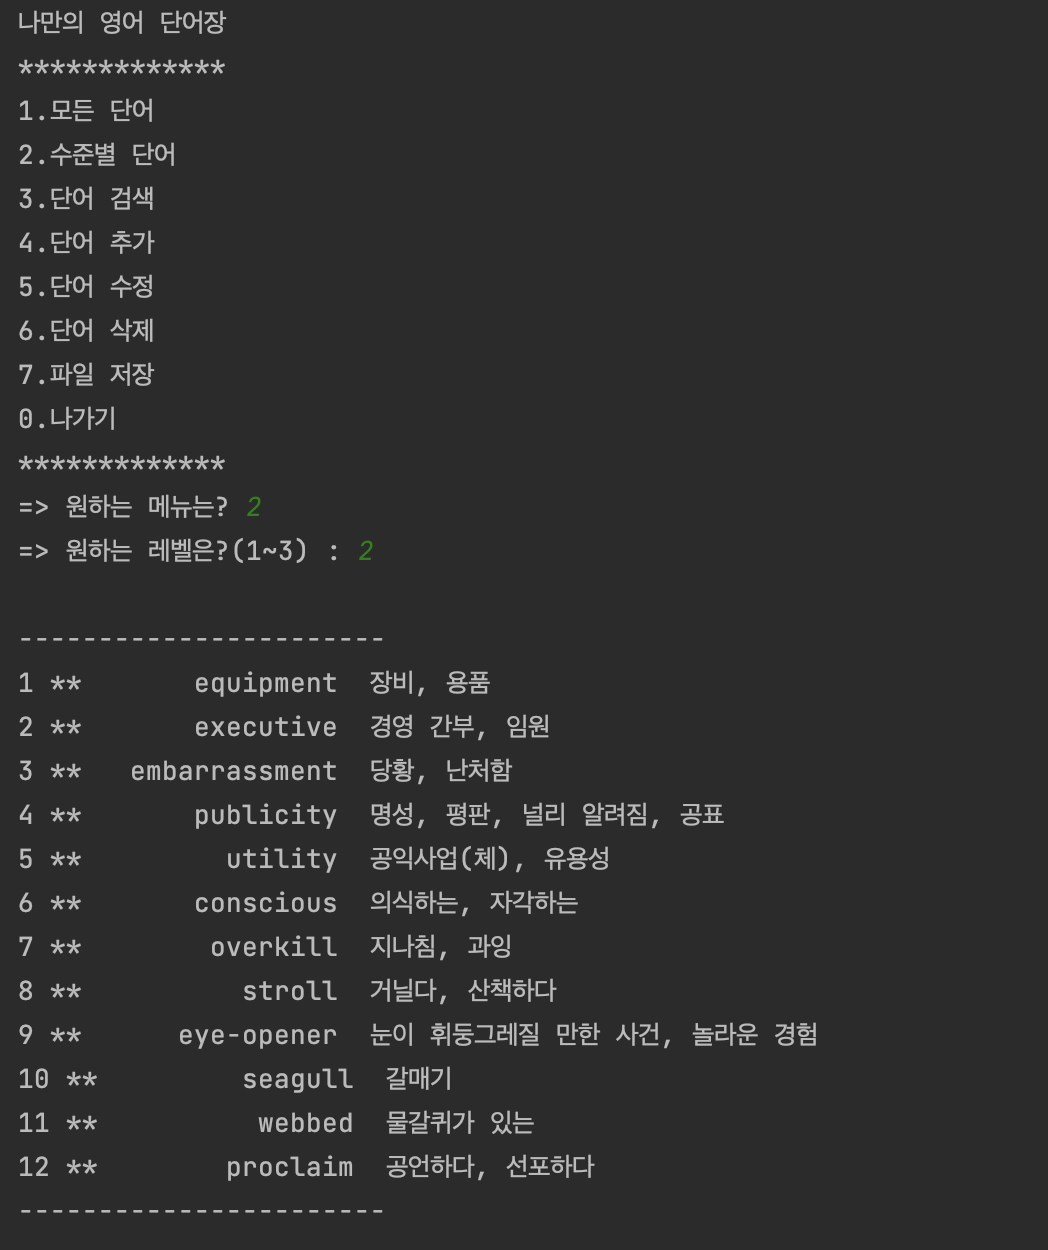 나만의 영어 단어장
*************
1.모든 단어
2.수준별 단어
3.단어 검색
4.단어 추가
5.단어 수정
6.단어 삭제
7.파일 저장
0.나가기
*************
=> 원하는 메뉴는? 2
=> 원하는 레벨은?(1~3) : 2
-----------------------
1 **       equipment  장비, 용품
2 **       executive  경영 간부, 임원
3 **   embarrassment  당황, 난처함
4 **       publicity  명성, 평판, 널리 알려짐, 공표
5 **         utility  공익사업(체), 유용성
6 **       conscious  의식하는, 자각하는
7 **        overkill  지나침, 과잉
8 **          stroll  거닐다, 산책하다
9 **      eye-opener  눈이 휘둥그레질 만한 사건, 놀라운 경험
10 **         seagull  갈매기
11 **          webbed  물갈퀴가 있는
12 **        proclaim  공언하다, 선포하다
-----------------------